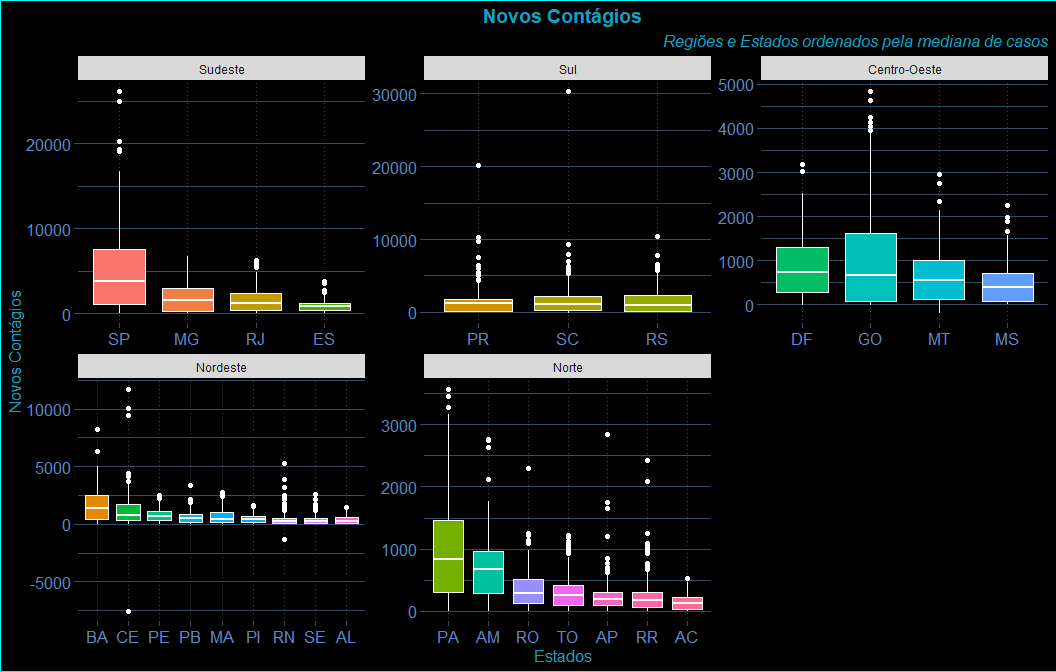 Novos Contágios
Regiões e Estados ordenados pela mediana de casos
Novos Contágios
Sudeste
20000
10000
0
SP MG RJ ES
Sul
30000
20000
10000
0
PR SC RS
Centro-Oeste
5000
4000
3000
2000
1000
0
DF GO MT MS
Nordeste
10000
5000
0
-5000
BA CE PE PB MA PI RN SE AL
Norte
3000
2000
1000
0
PA AM RO TO AP RR AC
Estados